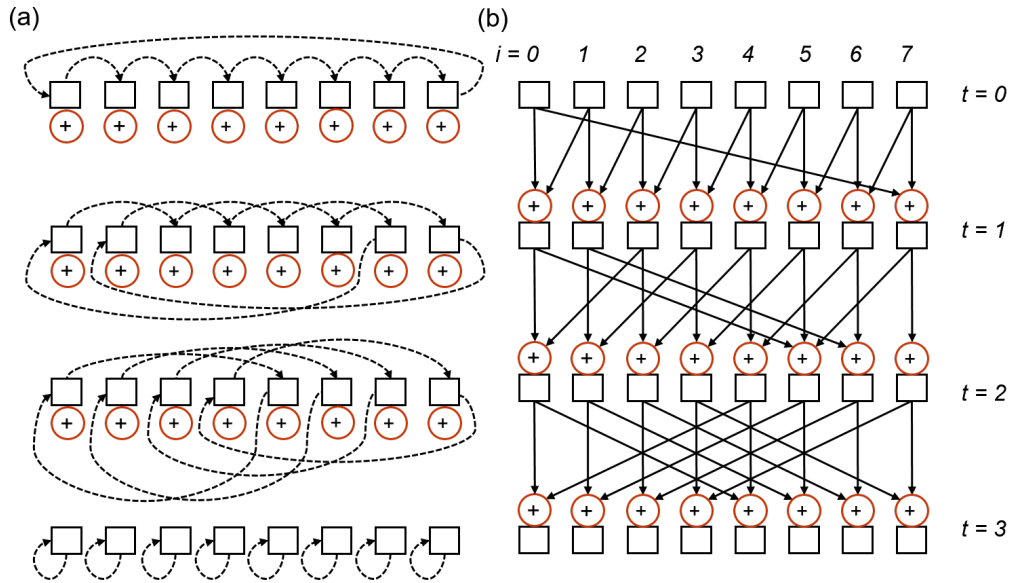 (a)
+ + + + + + + +
+ + + + + + + +
+ + + + + + + +
(b)
i = 0 1 2 3 4 5 6 7
t = 0
+ + + + + + + +
t = 1
+ + + + + + + +
t = 2
+ + + + + + + +
t = 3